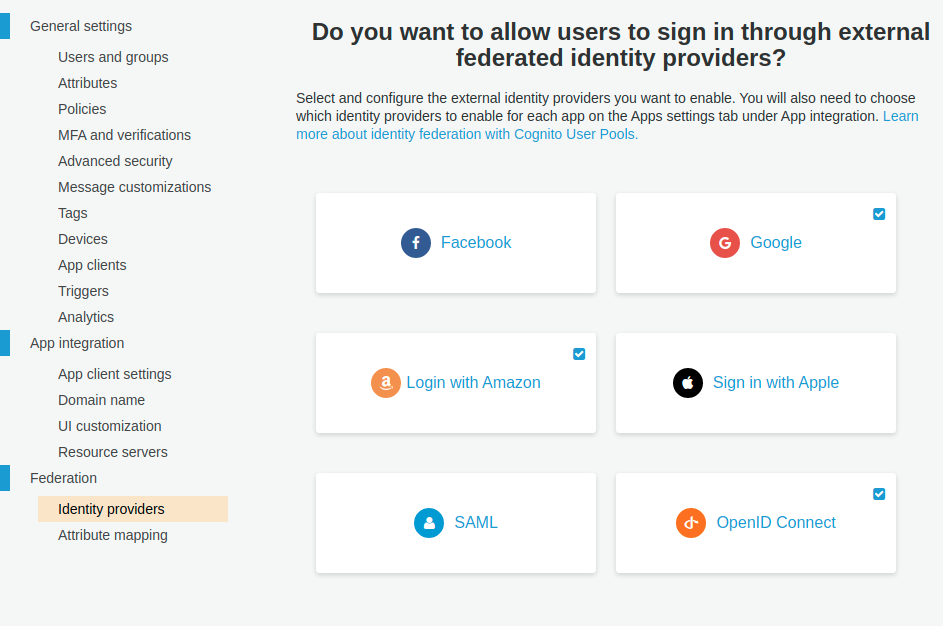 General settings
Users and groups
Attributes
Policies
MFA and verifications
Advanced security
Message customizations
Tags
Devices
App clients
Triggers
Analytics
App integration
App client settings
Domain name
UI customization
Resource servers
Federation
Identity providers
Attribute mapping
Do you want to allow users to sign in through external
federated identity providers?
Select and configure the external identity providers you want to enable. You will also need to choose
which identity providers to enable for each app on the Apps settings tab under App integration. Learn
more about identity federation with Cognito User Pools.
f Facebook
G Google
a Login with Amazon
Sign in with Apple
SAML
OpenID Connect